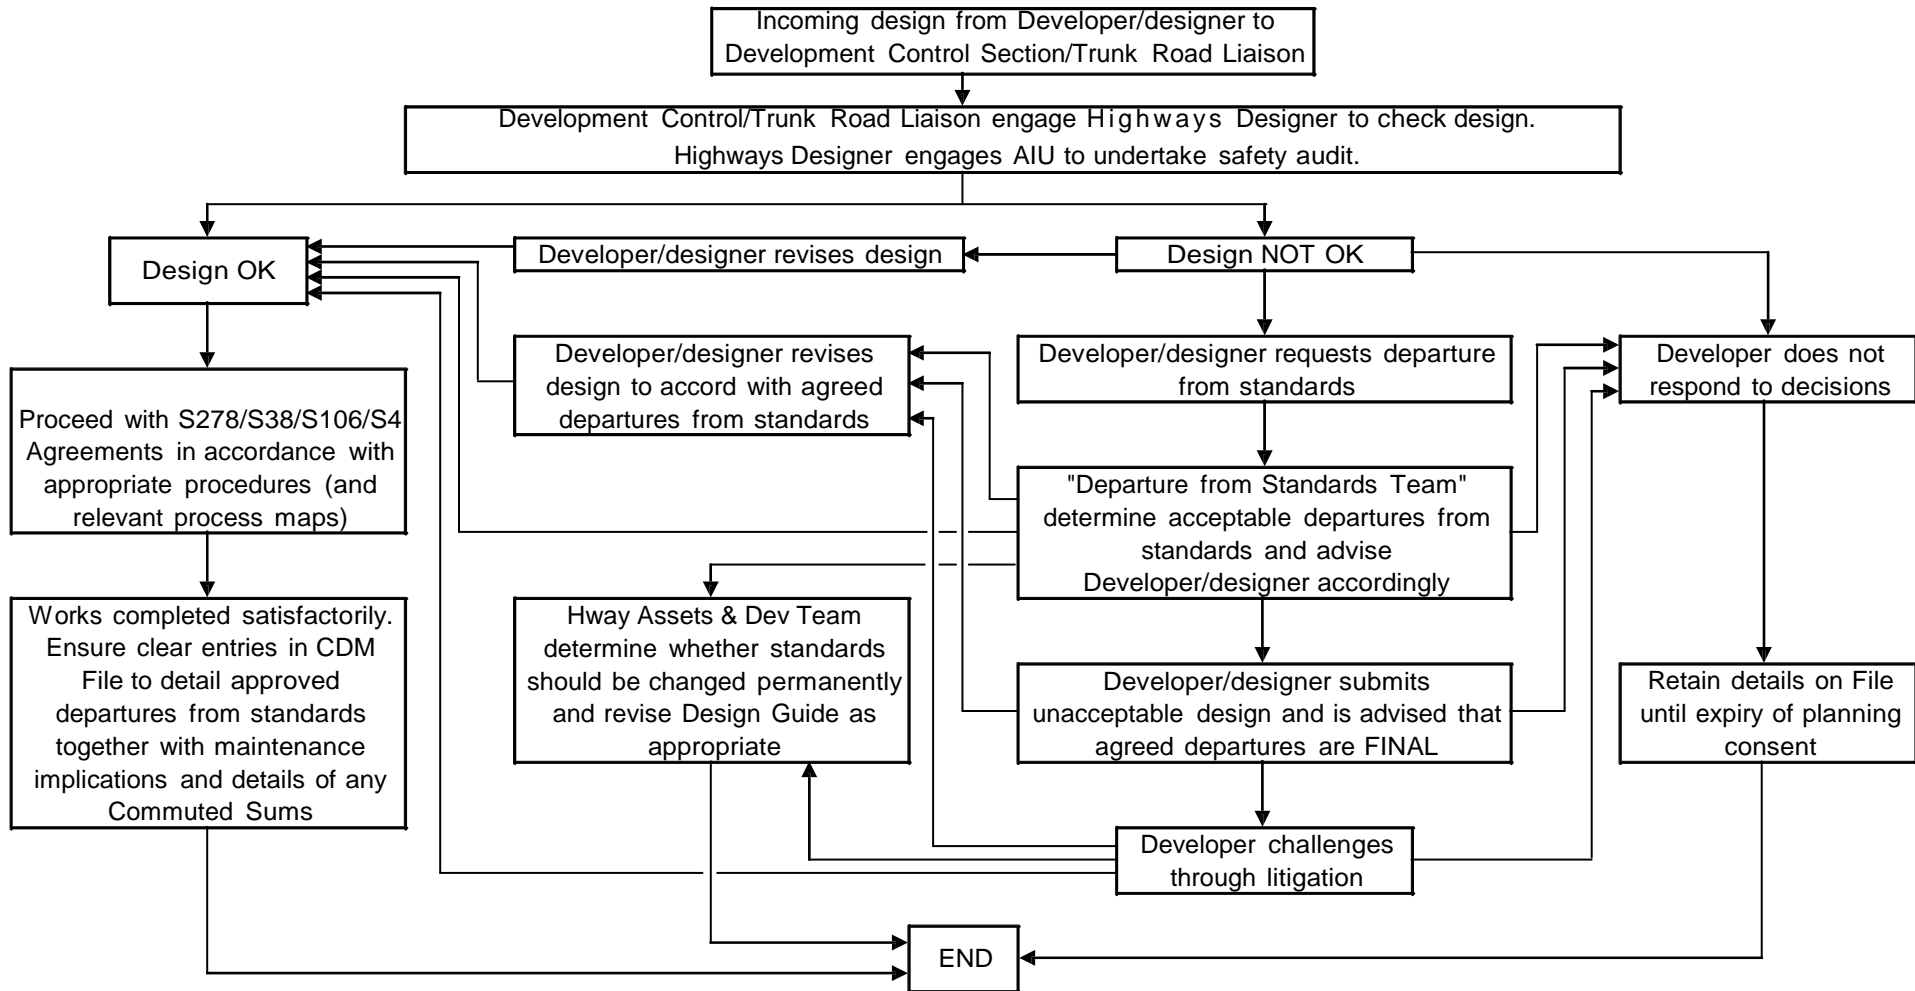 Incoming design from Developer/designer to
Development Control Section/Trunk Road Liaison
Development Control/Trunk Road Liaison engage Highways Designer to check design.
Highways Designer engages AIU to undertake safety audit.
Design OK
Developer/designer revises design
Design NOT OK
Developer/designer revises
design to accord with agreed
departures from standards
Developer/designer requests departure
from standards
Developer does not
respond to decisions
Proceed with S278/S38/S106/S4
Agreements in accordance with
appropriate procedures (and
relevant process maps)
"Departure from Standards Team"
determine acceptable departures from
standards and advise
Developer/designer accordingly
Works completed satisfactorily.
Ensure clear entries in CDM
File to detail approved
departures from standards
together with maintenance
implications and details of any
Commuted Sums
Hway Assets & Dev Team
determine whether standards
should be changed permanently
and revise Design Guide as
appropriate
Developer/designer submits
unacceptable design and is advised that
agreed departures are FINAL
Retain details on File
until expiry of planning
consent
Developer challenges
through litigation
END